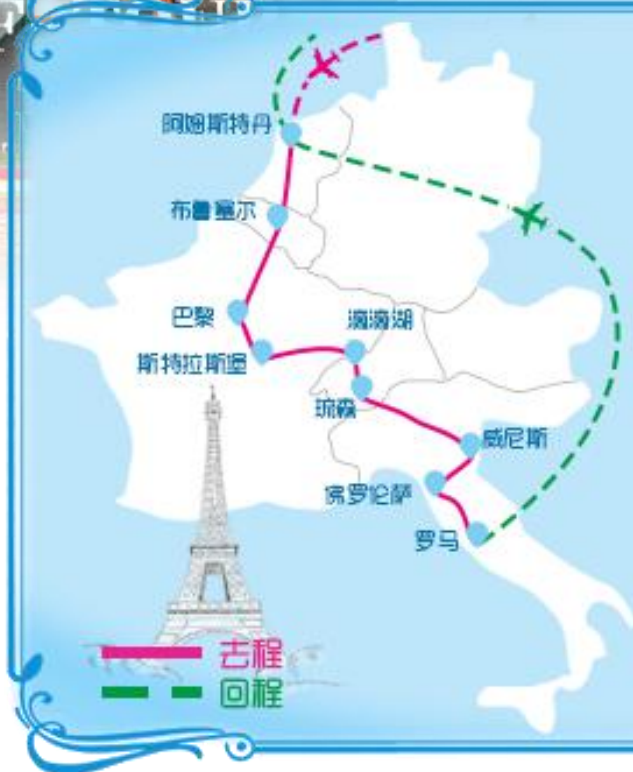 阿姆斯特丹
布鲁塞尔
巴黎
滴滴湖
斯特拉斯堡
琉森
威尼斯
佛罗伦萨
罗马
去程
回程